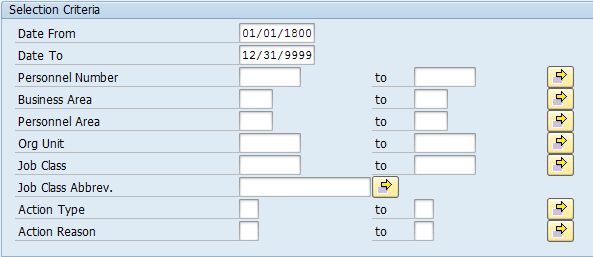 Selection Criteria
Date From 01/01/1800
Date To 12/31/9999
Personnel Number to
Business Area to
Personnel Area to
Org Unit to
Job Class to
Job Class Abbrev.
Action Type to
Action Reason to